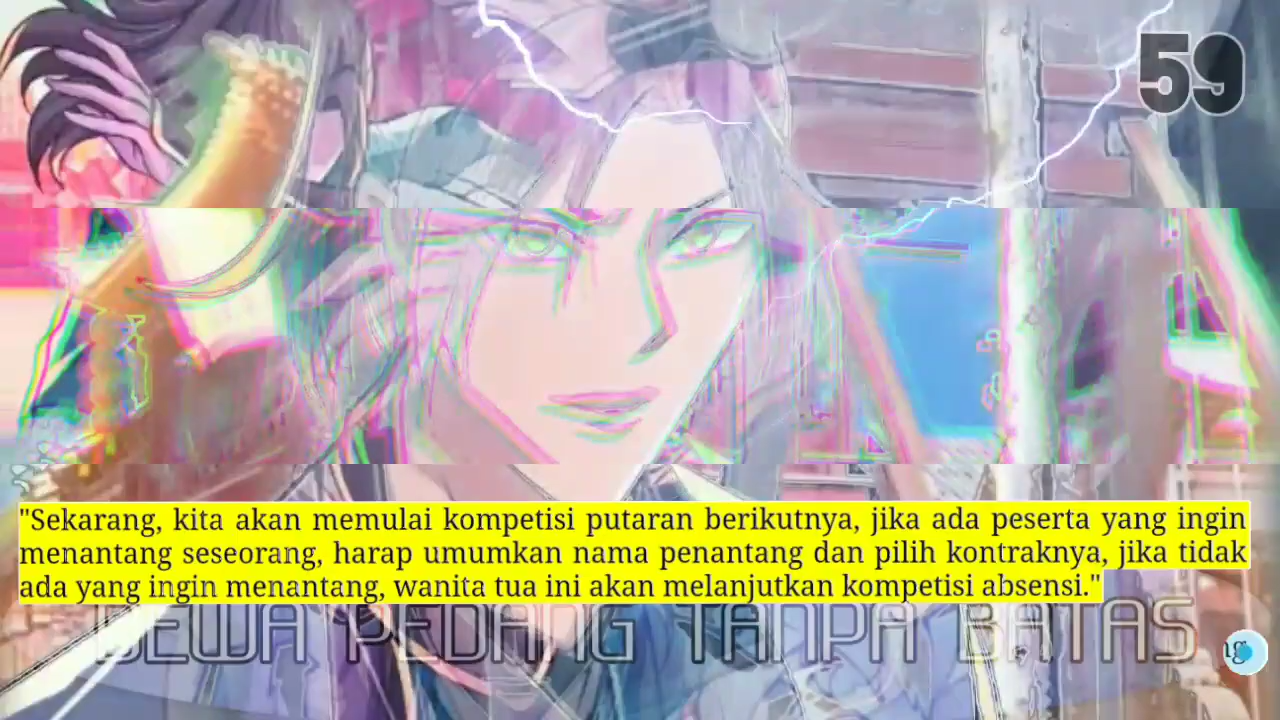 59
"Sekarang, kita akan memulai kompetisi putaran berikutnya, jika ada peserta yang ingin
menantang seseorang, harap umumkan nama penantang dan pilih kontraknya, jika tidak
ada yang ingin menantang, wanita tua ini akan melanjutkan kompetisi absensi."
DEWA PEDANG TANPA BATAS